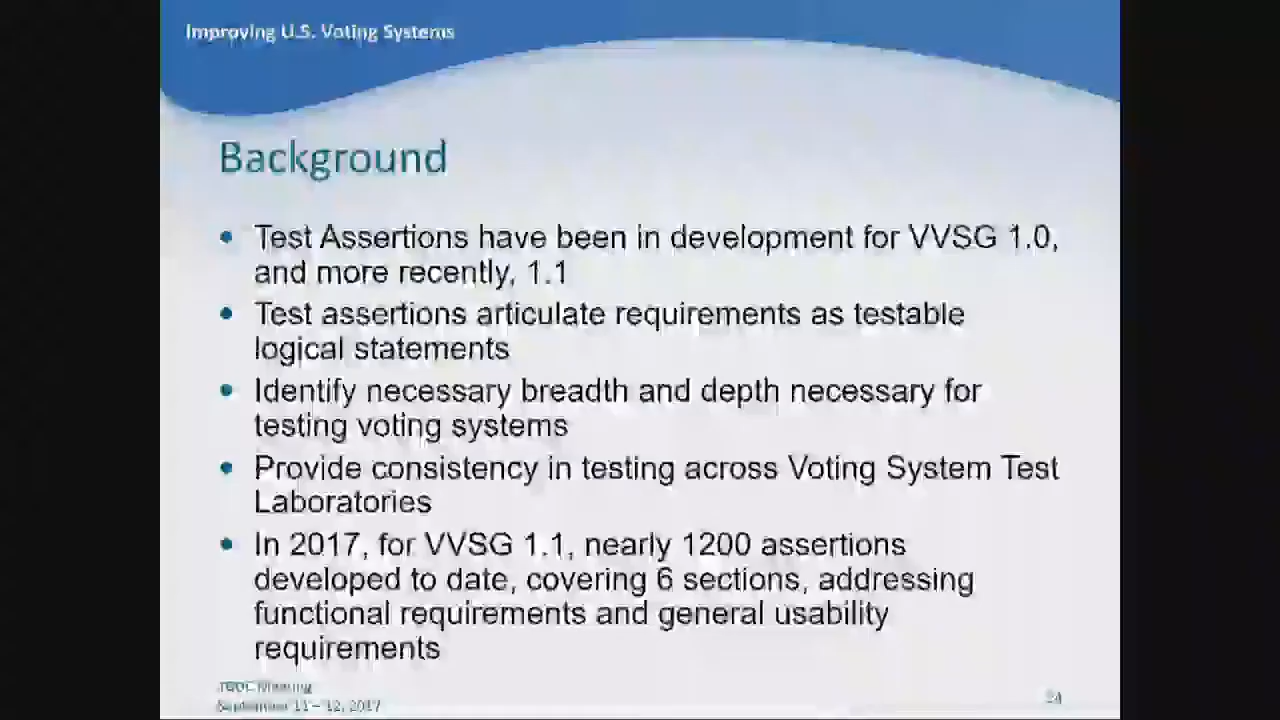 Improving U.S. Voting Systems
Background
• Test Assertions have been in development for VVSG 1.0,
and more recently, 1.1
• Test assertions articulate requirements as testable
logical statements
• Identify necessary breadth and depth necessary for
testing voting systems
• Provide consistency in testing across Voting System Test
Laboratories
• In 2017, for VVSG 1.1, nearly 1200 assertions
developed to date, covering 6 sections, addressing
functional requirements and general usability
requirements
Meeting
September 11 – 12, 2017